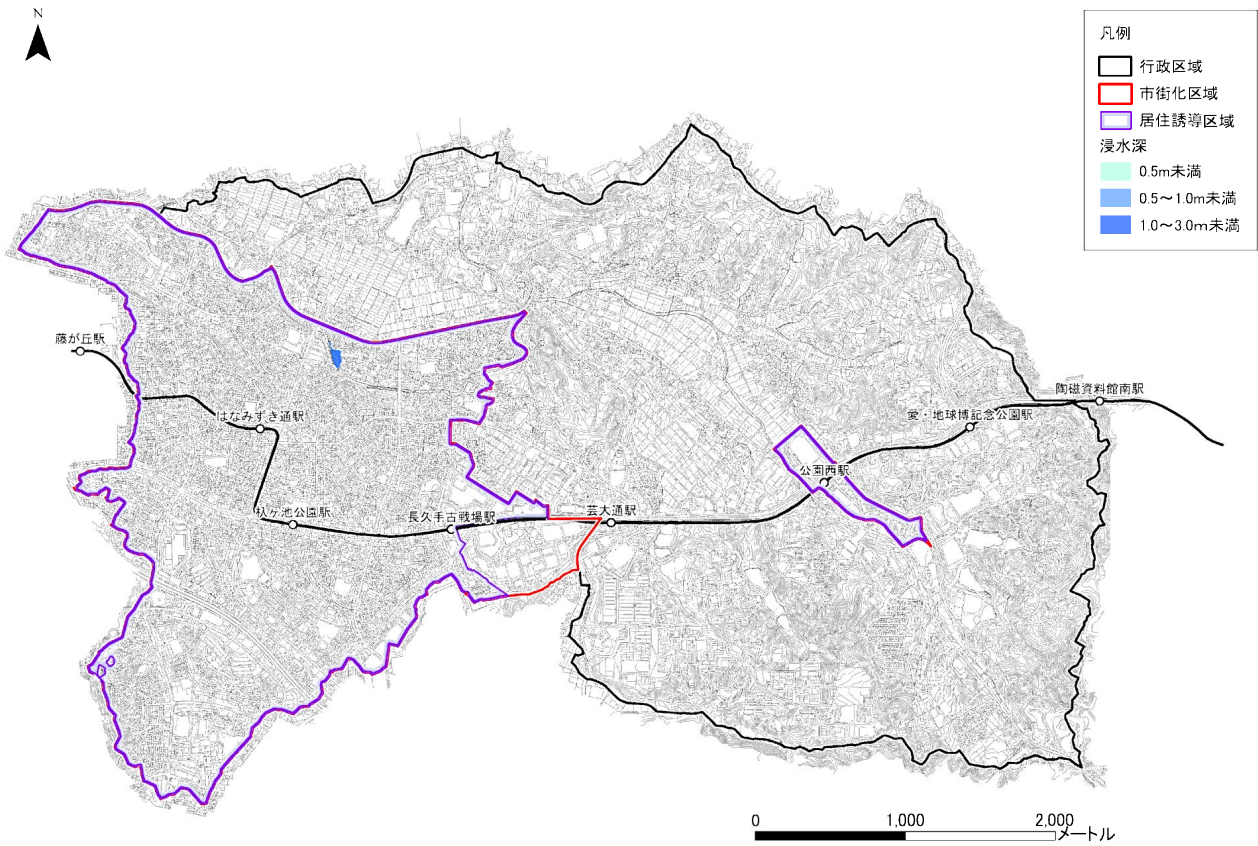 N
凡例
行政区域
市街化区域
居住誘導区域
浸水深
0.5m未満
0.5～1.0m未満
1.0～3.0m未満
藤が丘駅
陶磁資料館南駅
はなみずき通駅
愛・地球博記念公園駅
公園西駅
杁ヶ池公園駅
長久手古戦場駅
芸大通駅
0 1,000 2,000
メートル